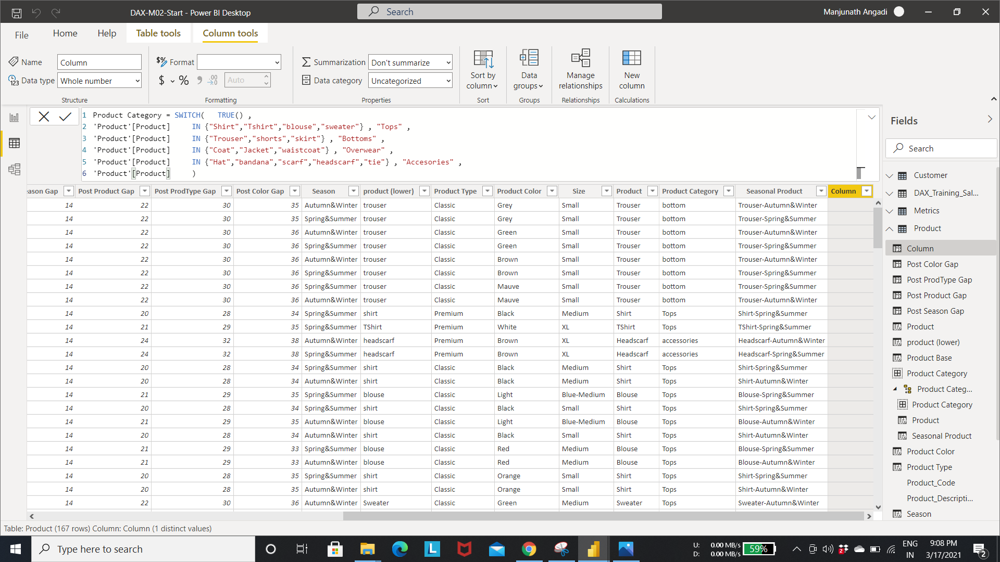 DAX-M02-Start - Power BI Desktop
Search
Manjunath Angadi
File
Home
Help
Table tools
Column tools
Name
Column
Data type
Whole number
Structure
Format
$ % 9 .00
Auto
Formatting
Summarization
Don't summarize
Data category
Uncategorized
Properties
Sort by column
Sort
Data groups
Groups
Manage relationships
Relationships
New column
Calculations
1 Product Category = SWITCH( TRUE() ,
2 'Product'[Product] IN {"Shirt","Tshirt","blouse","sweater"} , "Tops" ,
3 'Product'[Product] IN {"Trouser","shorts","skirt"} , "Bottoms" ,
4 'Product'[Product] IN {"Coat","Jacket","waistcoat"} , "Overwear" ,
5 'Product'[Product] IN {"Hat","bandana","scarf","headscarf","tie"} , "Accesories" ,
6 'Product'[Product] )
eason Gap Post Product Gap Post ProdType Gap Post Color Gap Season product (lower) Product Type Product Color Size Product Product Category Seasonal Product Column
14 22 30 35 Autumn&Winter trouser Classic Grey Small Trouser bottom Trouser-Autumn&Winter
14 22 30 35 Spring&Summer trouser Classic Grey Small Trouser bottom Trouser-Spring&Summer
14 22 30 36 Autumn&Winter trouser Classic Green Small Trouser bottom Trouser-Autumn&Winter
14 22 30 36 Spring&Summer trouser Classic Green Small Trouser bottom Trouser-Spring&Summer
14 22 30 36 Autumn&Winter trouser Classic Brown Small Trouser bottom Trouser-Autumn&Winter
14 22 30 36 Spring&Summer trouser Classic Brown Small Trouser bottom Trouser-Spring&Summer
14 22 30 36 Spring&Summer trouser Classic Mauve Small Trouser bottom Trouser-Spring&Summer
14 22 30 36 Autumn&Winter trouser Classic Mauve Small Trouser bottom Trouser-Autumn&Winter
14 20 28 34 Spring&Summer shirt Premium Black Medium Shirt Tops Shirt-Spring&Summer
14 21 29 35 Spring&Summer TShirt Premium White XL TShirt Tops TShirt-Spring&Summer
14 24 32 38 Autumn&Winter headscarf Premium Brown XL Headscarf accessories Headscarf-Autumn&Winter
14 24 32 38 Spring&Summer headscarf Premium Brown XL Headscarf accessories Headscarf-Spring&Summer
14 20 28 34 Spring&Summer shirt Classic Black Medium Shirt Tops Shirt-Spring&Summer
14 20 28 34 Autumn&Winter shirt Classic Black Medium Shirt Tops Shirt-Autumn&Winter
14 21 29 35 Spring&Summer blouse Classic Light Blue-Medium Blouse Tops Blouse-Spring&Summer
14 20 28 34 Spring&Summer shirt Classic Black Small Shirt Tops Shirt-Spring&Summer
14 21 29 35 Autumn&Winter blouse Classic Light Blue-Medium Blouse Tops Blouse-Autumn&Winter
14 20 28 34 Autumn&Winter shirt Classic Black Small Shirt Tops Shirt-Autumn&Winter
14 21 29 33 Spring&Summer blouse Classic Red Medium Blouse Tops Blouse-Spring&Summer
14 21 29 33 Autumn&Winter blouse Classic Red Medium Blouse Tops Blouse-Autumn&Winter
14 20 28 35 Spring&Summer shirt Classic Orange Small Shirt Tops Shirt-Spring&Summer
14 20 28 35 Autumn&Winter shirt Classic Orange Small Shirt Tops Shirt-Autumn&Winter
14 22 30 36 Autumn&Winter Sweater Classic Green Medium Sweater Tops Sweater-Autumn&Winter
Table: Product (167 rows) Column: Column (1 distinct values)
Fields
Search
Customer
DAX_Training_Sal...
Metrics
Product
Column
Post Color Gap
Post ProdType Gap
Post Product Gap
Post Season Gap
Product
product (lower)
Product Base
Product Category
Product Categ...
Product Category
Product
Seasonal Product
Product Color
Product Type
Product_Code
Product_Descripti...
Season
Type here to search
U: 0.00 MB/s
D: 0.00 MB/s
59%
2
ENG
IN
9:08 PM
3/17/2021
2